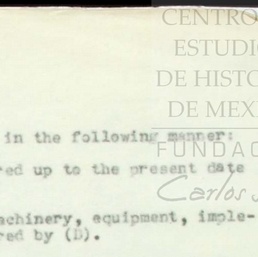 CENTRO
ESTUDI
DE HISTO
DE MEX
in the following manner:
FUNDAC
red up to the present date
Carlos S
achinery, equipment, imple-
red by (D).